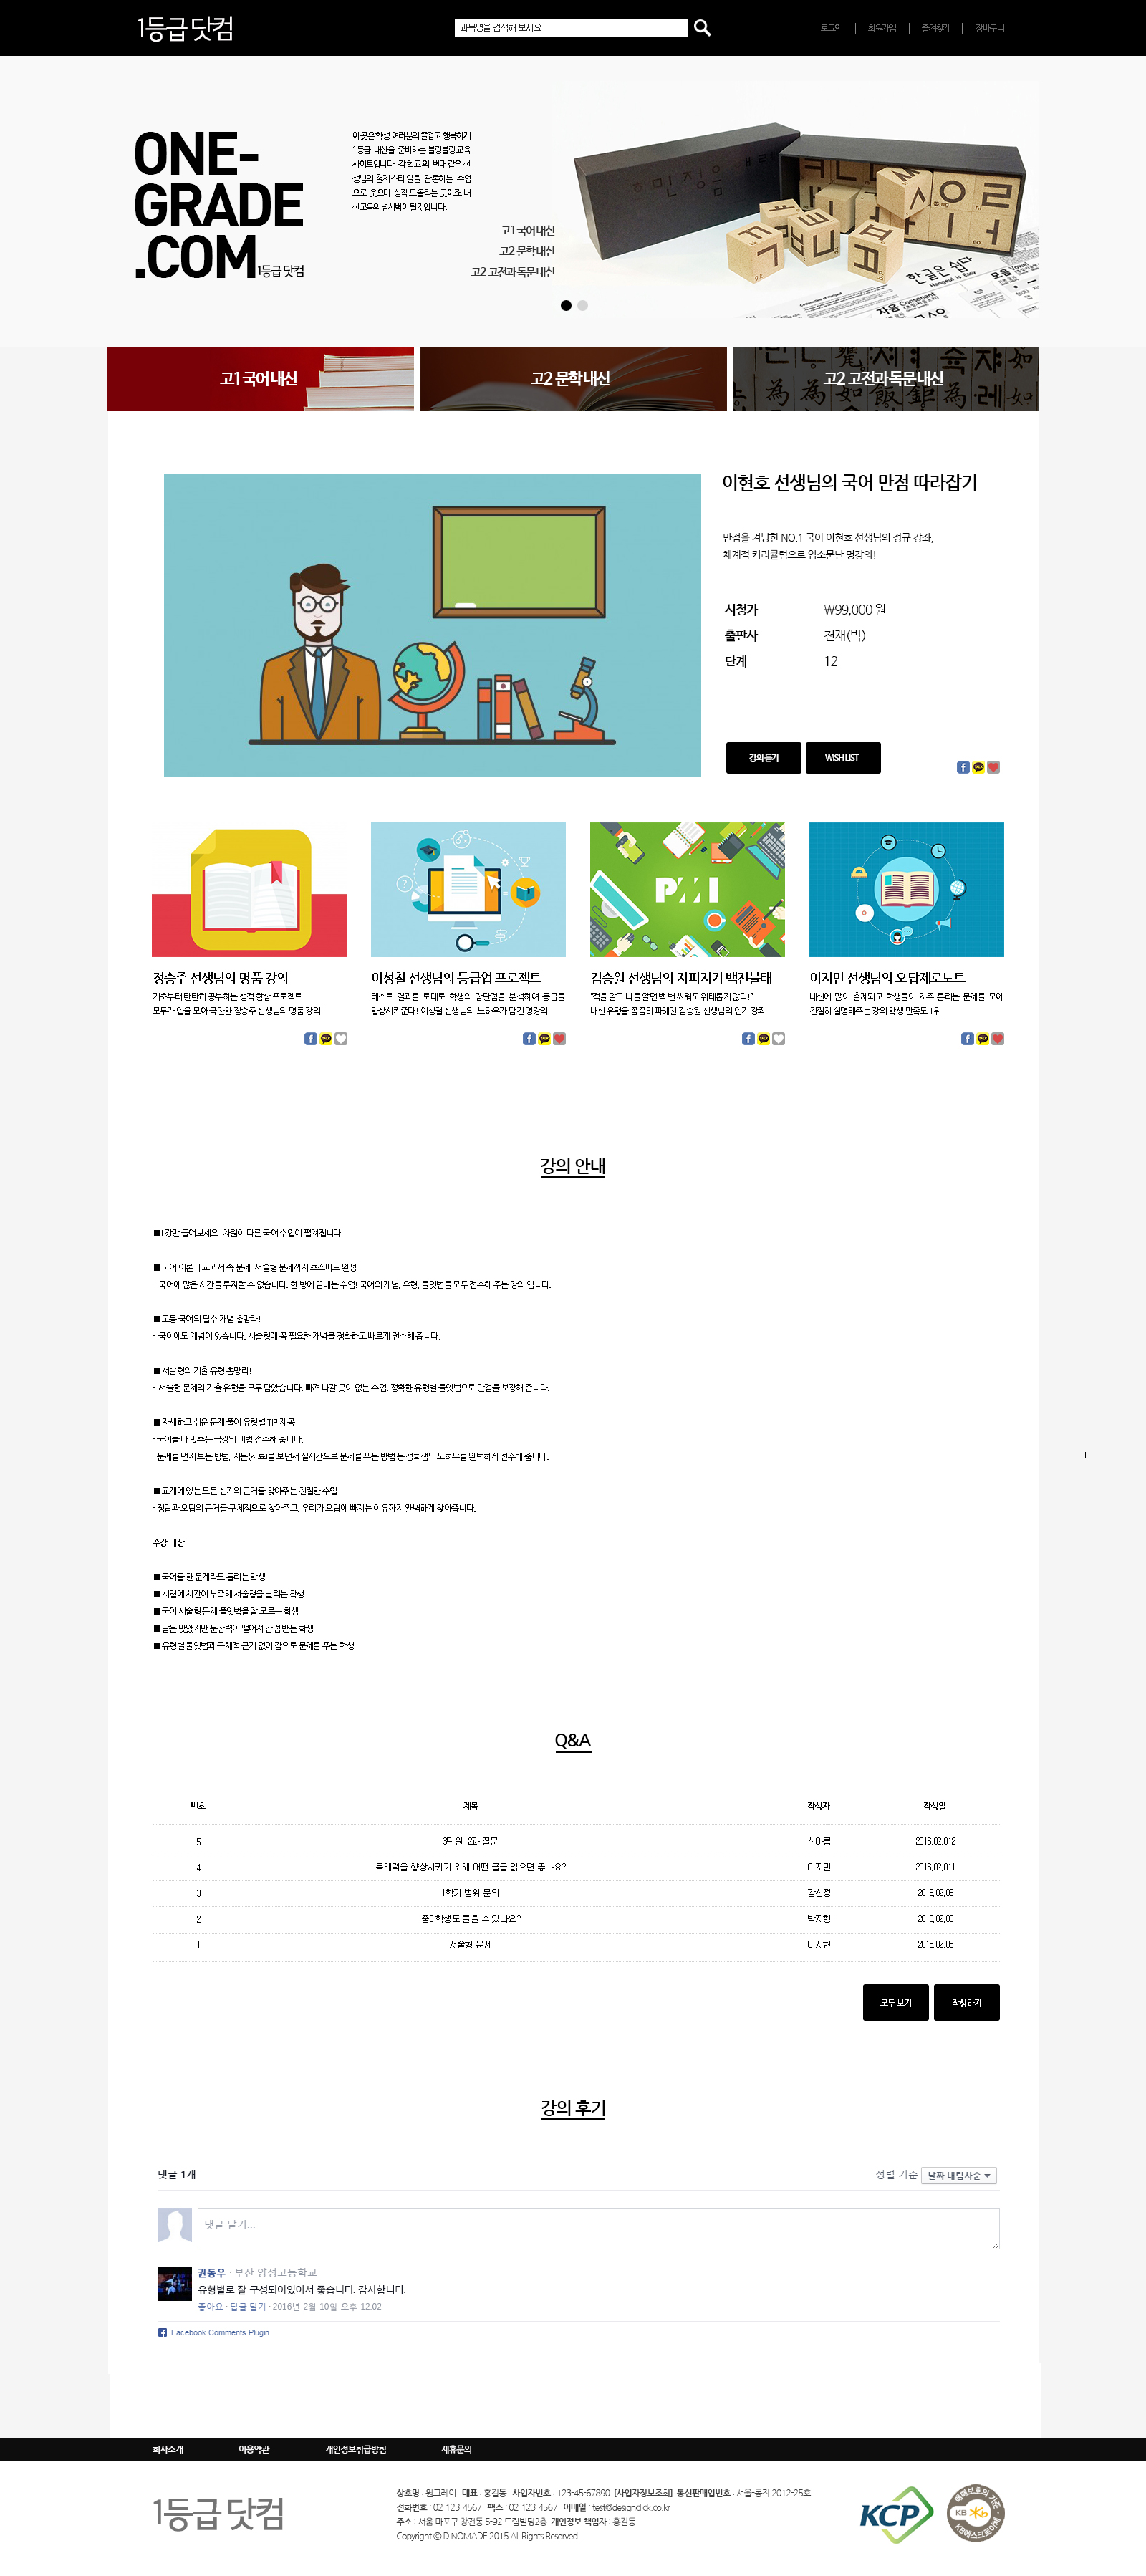 1등급 닷컴
과목명을 검색해 보세요
로그인
회원가입
즐겨찾기
장바구니
ONE-
GRADE
.COM 1등급 닷컴
이 곳은 학생 여러분의 즐겁고 행복하게
1등급 내신을 준비하는 블링블링 교육
사이트입니다. 각 학교의 변태같은 선
생님의 출제스타일을 관통하는 수업
으로 웃으며 성적 도 올리는 곳이죠. 내
신교육의 넘사벽이 될 것입니다.
고1 국어 내신
고2 문학 내신
고2 고전과 독문 내신
한글은 쉽다
Hangeul is Easy
자음 Consonant
모음 Vowel
고1 국어 내신
고2 문학 내신
고2 고전과 독문 내신
이현호 선생님의 국어 만점 따라잡기
만점을 겨냥한 NO.1 국어 이현호 선생님의 정규 강좌,
체계적 커리큘럼으로 입소문난 명강의!
시정가 ₩99,000 원
출판사 천재(박)
단계 12
강의 듣기
WISH LIST
정승주 선생님의 명품 강의
기초부터 탄탄히 공부하는 성적 향상 프로젝트
모두가 입을 모아 극찬한 정승주 선생님의 명품 강의!
이성철 선생님의 등급업 프로젝트
테스트 결과를 토대로 학생의 장단점을 분석하여 등급을
향상시켜준다! 이성철 선생님의 노하우가 담긴 명강의
김승원 선생님의 지피지기 백전불태
"적을 알고 나를 알면 백 번 싸워도 위태롭지 않다!"
내신 유형을 꼼꼼히 파헤친 김승원 선생님의 인기 강좌
이지민 선생님의 오답제로노트
내신에 많이 출제되고 학생들이 자주 틀리는 문제를 모아
친절히 설명해주는 강의 학생 만족도 1위
강의 안내
■1강만 들어보세요., 차원이 다른 국어 수업이 펼쳐집니다.
■ 국어 이론과 교과서 속 문제, 서술형 문제까지 초스피드 완성
- 국어에 많은 시간을 투자할 수 없습니다. 한 방에 끝내는 수업! 국어의 개념, 유형, 풀잇법을 모두 전수해 주는 강의 입니다.
■ 고등 국어의 필수 개념 총망라!
- 국어에도 개념이 있습니다. 서술형에 꼭 필요한 개념을 정확하고 빠르게 전수해 줍니다.
■ 서술형의 기출 유형 총망라!
- 서술형 문제의 기출 유형을 모두 담았습니다. 빠져 나갈 곳이 없는 수업, 정확한 유형별 풀잇법으로 만점을 보장해 줍니다.
■ 자세하고 쉬운 문제 풀이 유형별 TIP 제공
- 국어를 다 맞추는 극강의 비법 전수해 줍니다.
- 문제를 먼저 보는 방법, 지문(자료)를 보면서 실시간으로 문제를 푸는 방법 등 성희샘의 노하우를 완벽하게 전수해 줍니다.
■ 교재에 있는 모든 선지의 근거를 찾아주는 친절한 수업
- 정답과 오답의 근거를 구체적으로 찾아주고, 우리가 오답에 빠지는 이유까지 완벽하게 찾아줍니다.
수강 대상
■ 국어를 한 문제라도 틀리는 학생
■ 시험에 시간이 부족해 서술형을 날리는 학생
■ 국어 서술형 문제 풀잇법을 잘 모르는 학생
■ 답은 맞았지만 문장력이 떨어져 감점 받는 학생
■ 유형별 풀잇법과 구체적 근거 없이 감으로 문제를 푸는 학생
Q&A
번호 제목 작성자 작성일
5 3단원 2과 질문 신아름 2016.02.012
4 독해력을 향상시키기 위해 어떤 글을 읽으면 좋나요? 이지민 2016.02.011
3 1학기 범위 문의 강신정 2016.02.08
2 중3 학생도 들을 수 있나요? 박지향 2016.02.06
1 서술형 문제 이시현 2016.02.05
모두 보기
작성하기
강의 후기
댓글 1개
정렬 기준 날짜 내림차순
댓글 달기...
권동우 · 부산 양정고등학교
유형별로 잘 구성되어있어서 좋습니다. 감사합니다.
좋아요 · 답글 달기 · 2016년 2월 10일 오후 12:02
Facebook Comments Plugin
회사소개
이용약관
개인정보취급방침
제휴문의
1등급 닷컴
상호명 : 원그레이 대표 : 홍길동 사업자번호 : 123-45-67890 [사업자정보조회] 통신판매업번호 : 서울-동작 2012-25호
전화번호 : 02-123-4567 팩스 : 02-123-4567 이메일 : test@designclick.co.kr
주소 : 서울 마포구 창전동 5-92 드림빌딩2층 개인정보 책임자 : 홍길동
Copyright © D.NOMADE 2015 All Rights Reserved.
KCP
KB
KB에스크로이체